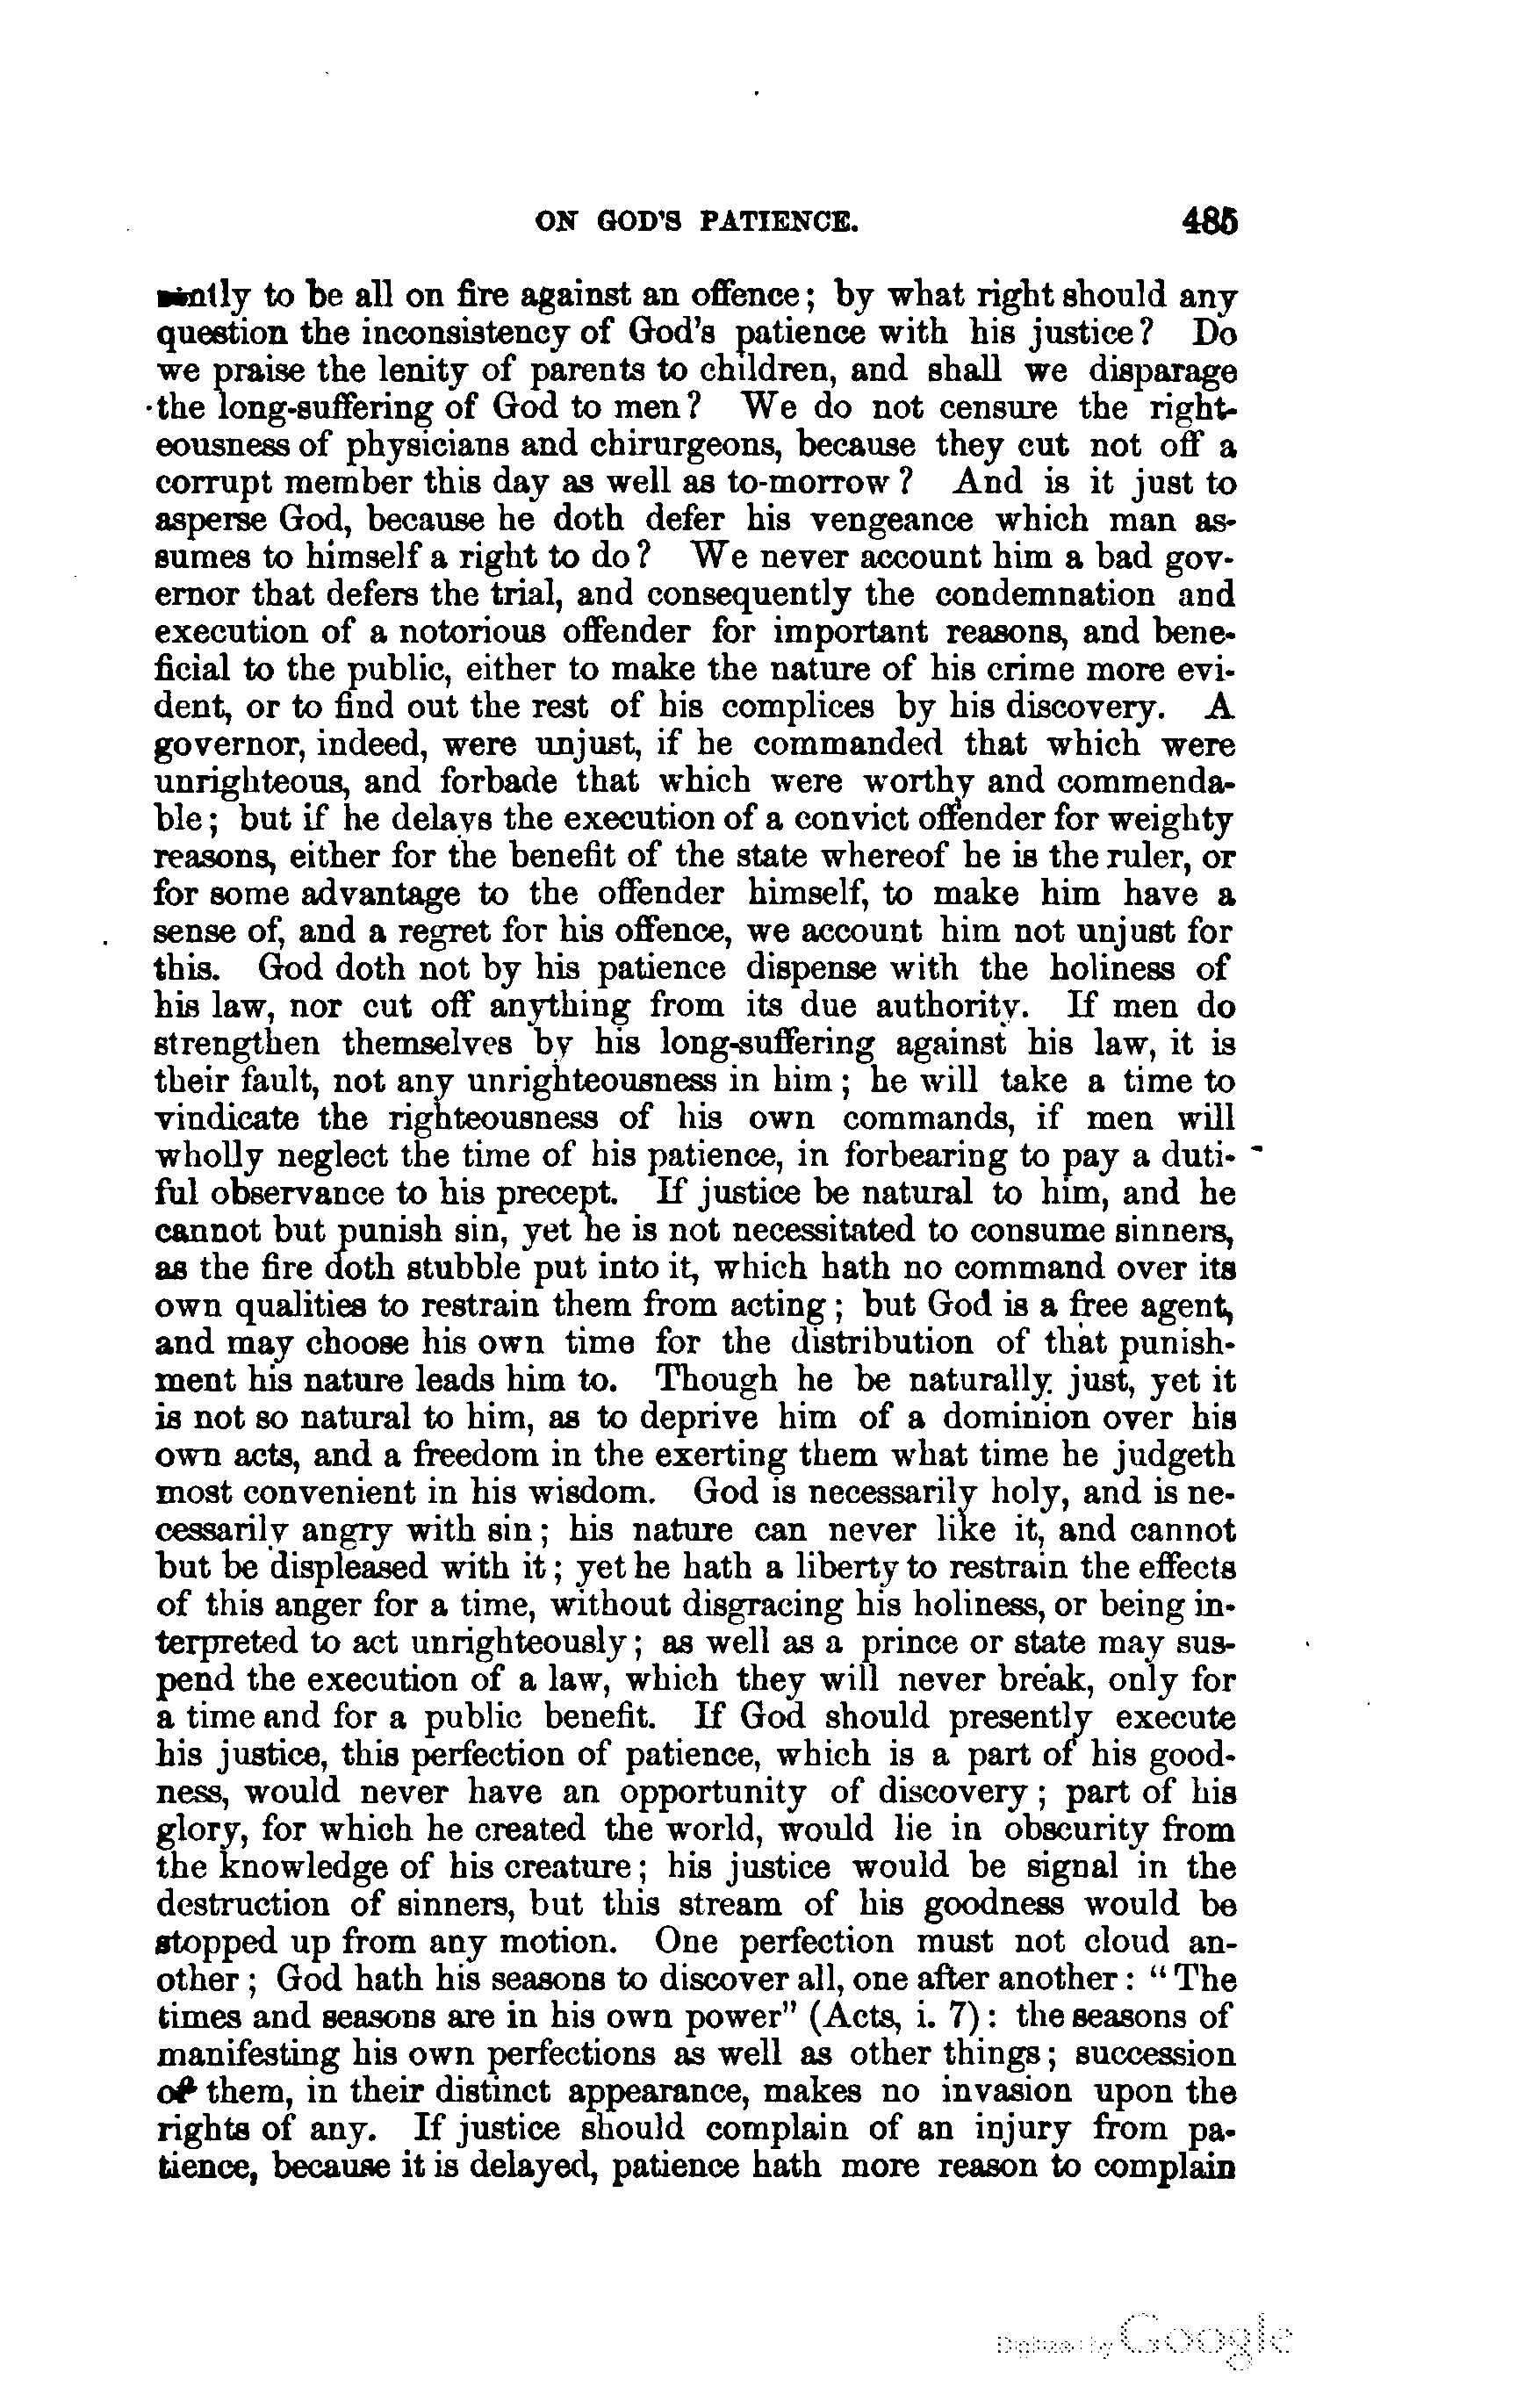 ON GOD'S PATIENCE. 485
to be all on fire against an offence; by what right should any
question the inconsistency of God's patience with his justice? Do
we praise the lenity of parents to children, and shall we disparage
the long-suffering of God to men? We do not censure the right-
eousness of physicians and chirurgeons, because they cut not off a
corrupt member this day as well as to-morrow? And is it just to
asperse God, because he doth defer his vengeance which man as-
sumes to himself a right to do? We never account him a bad gov-
ernor that defers the trial, and consequently the condemnation and
execution of a notorious offender for important reasons, and bene-
ficial to the public, either to make the nature of his crime more evi-
dent, or to find out the rest of his complices by his discovery. A
governor, indeed, were unjust, if he commanded that which were
unrighteous, and forbade that which were worthy and commenda-
ble; but if he delays the execution of a convict offender for weighty
reasons, either for the benefit of the state whereof he is the ruler, or
for some advantage to the offender himself, to make him have a
sense of, and a regret for his offence, we account him not unjust for
this. God doth not by his patience dispense with the holiness of
his law, nor cut off anything from its due authority. If men do
strengthen themselves by his long-suffering against his law, it is
their fault, not any unrighteousness in him; he will take a time to
vindicate the righteousness of his own commands, if men will
wholly neglect the time of his patience, in forbearing to pay a duti-
ful observance to his precept. If justice be natural to him, and he
cannot but punish sin, yet he is not necessitated to consume sinners,
as the fire doth stubble put into it, which hath no command over its
own qualities to restrain them from acting; but God is a free agent,
and may choose his own time for the distribution of that punish-
ment his nature leads him to. Though he be naturally just, yet it
is not so natural to him, as to deprive him of a dominion over his
own acts, and a freedom in the exerting them what time he judgeth
most convenient in his wisdom. God is necessarily holy, and is ne-
cessarily angry with sin; his nature can never like it, and cannot
but be displeased with it; yet he hath a liberty to restrain the effects
of this anger for a time, without disgracing his holiness, or being in-
terpreted to act unrighteously; as well as a prince or state may sus-
pend the execution of a law, which they will never break, only for
a time and for a public benefit. If God should presently execute
his justice, this perfection of patience, which is a part of his good-
ness, would never have an opportunity of discovery; part of his
glory, for which he created the world, would lie in obscurity from
the knowledge of his creature; his justice would be signal in the
destruction of sinners, but this stream of his goodness would be
stopped up from any motion. One perfection must not cloud an-
other; God hath his seasons to discover all, one after another: "The
times and seasons are in his own power" (Acts, i. 7): the seasons of
manifesting his own perfections as well as other things; succession
of them, in their distinct appearance, makes no invasion upon the
rights of any. If justice should complain of an injury from pa-
tience, because it is delayed, patience hath more reason to complain
Digitized by Google